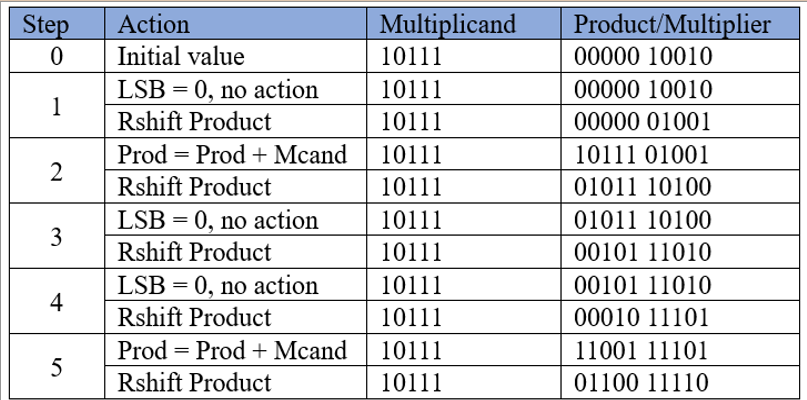 Step Action Multiplicand Product/Multiplier
0 Initial value 10111 00000 10010
1 LSB = 0, no action 10111 00000 10010
Rshift Product 10111 00000 01001
2 Prod = Prod + Mcand 10111 10111 01001
Rshift Product 10111 01011 10100
3 LSB = 0, no action 10111 01011 10100
Rshift Product 10111 00101 11010
4 LSB = 0, no action 10111 00101 11010
Rshift Product 10111 00010 11101
5 Prod = Prod + Mcand 10111 11001 11101
Rshift Product 10111 01100 11110